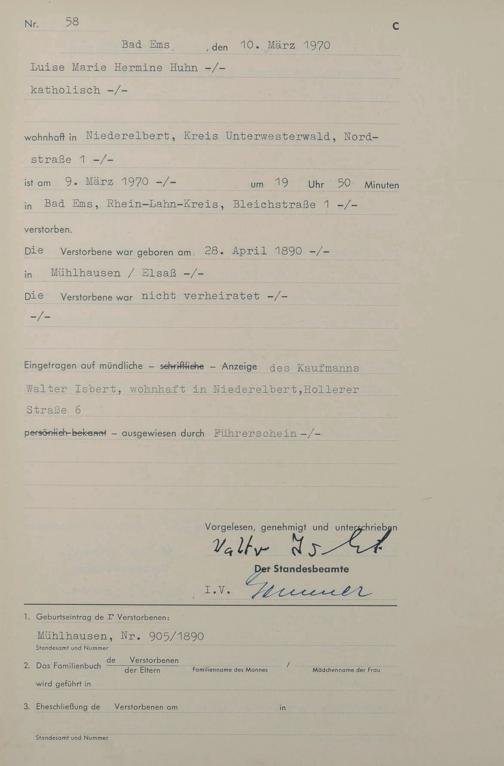 Nr. 58
C
Bad Ems , den 10. März 1970
Luise Marie Hermine Huhn -/-
katholisch -/-
wohnhaft in Niederelbert, Kreis Unterwesterwald, Nord-
straße 1 -/-
ist am 9. März 1970 -/- um 19 Uhr 50 Minuten
in Bad Ems, Rhein-Lahn-Kreis, Bleichstraße 1 -/-
verstorben.
Die Verstorbene war geboren am 28. April 1890 -/-
in Mühlhausen / Elsaß -/-
Die Verstorbene war nicht verheiratet -/-
-/-
Eingetragen auf mündliche – schriftliche – Anzeige des Kaufmanns
Walter Isbert, wohnhaft in Niederelbert,Hollerer
Straße 6
persönlich bekannt – ausgewiesen durch Führerschein -/-
Vorgelesen, genehmigt und unterschrieben
Walter Isbert
Der Standesbeamte
I.V.
1. Geburtseintrag de r Verstorbenen:
Mühlhausen, Nr. 905/1890
Standesamt und Nummer
2. Das Familienbuch de Verstorbenen / der Eltern Familienname des Mannes / Mädchenname der Frau
wird geführt in
3. Eheschließung de Verstorbenen am in
Standesamt und Nummer